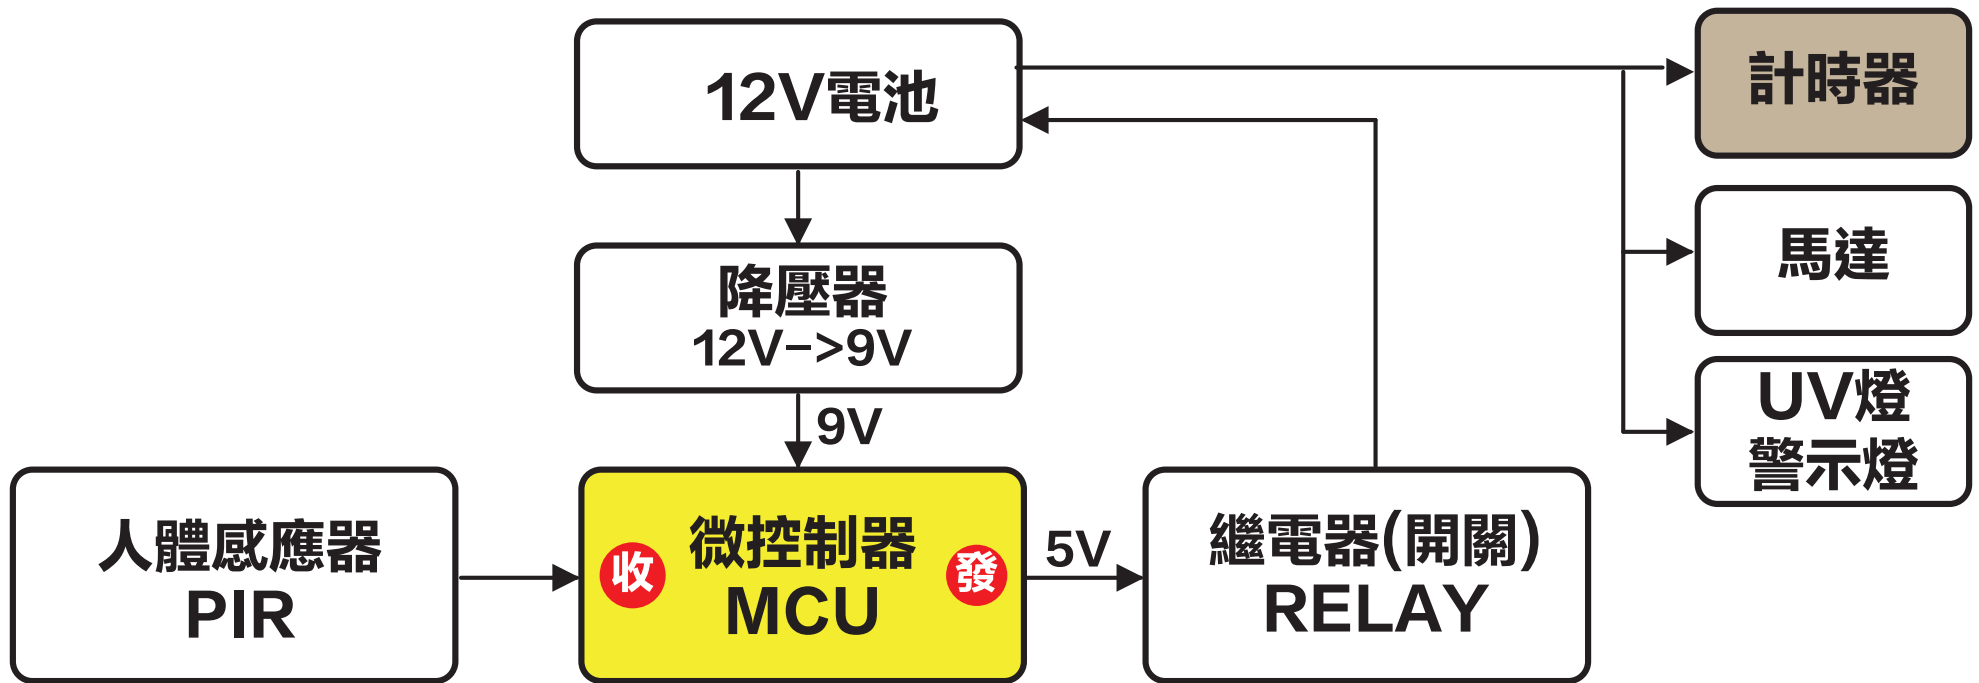 12V電池
計時器
馬達
降壓器
12V->9V
UV燈
警示燈
9V
人體感應器
PIR
收
微控制器
MCU
發
5V
繼電器(開關)
RELAY